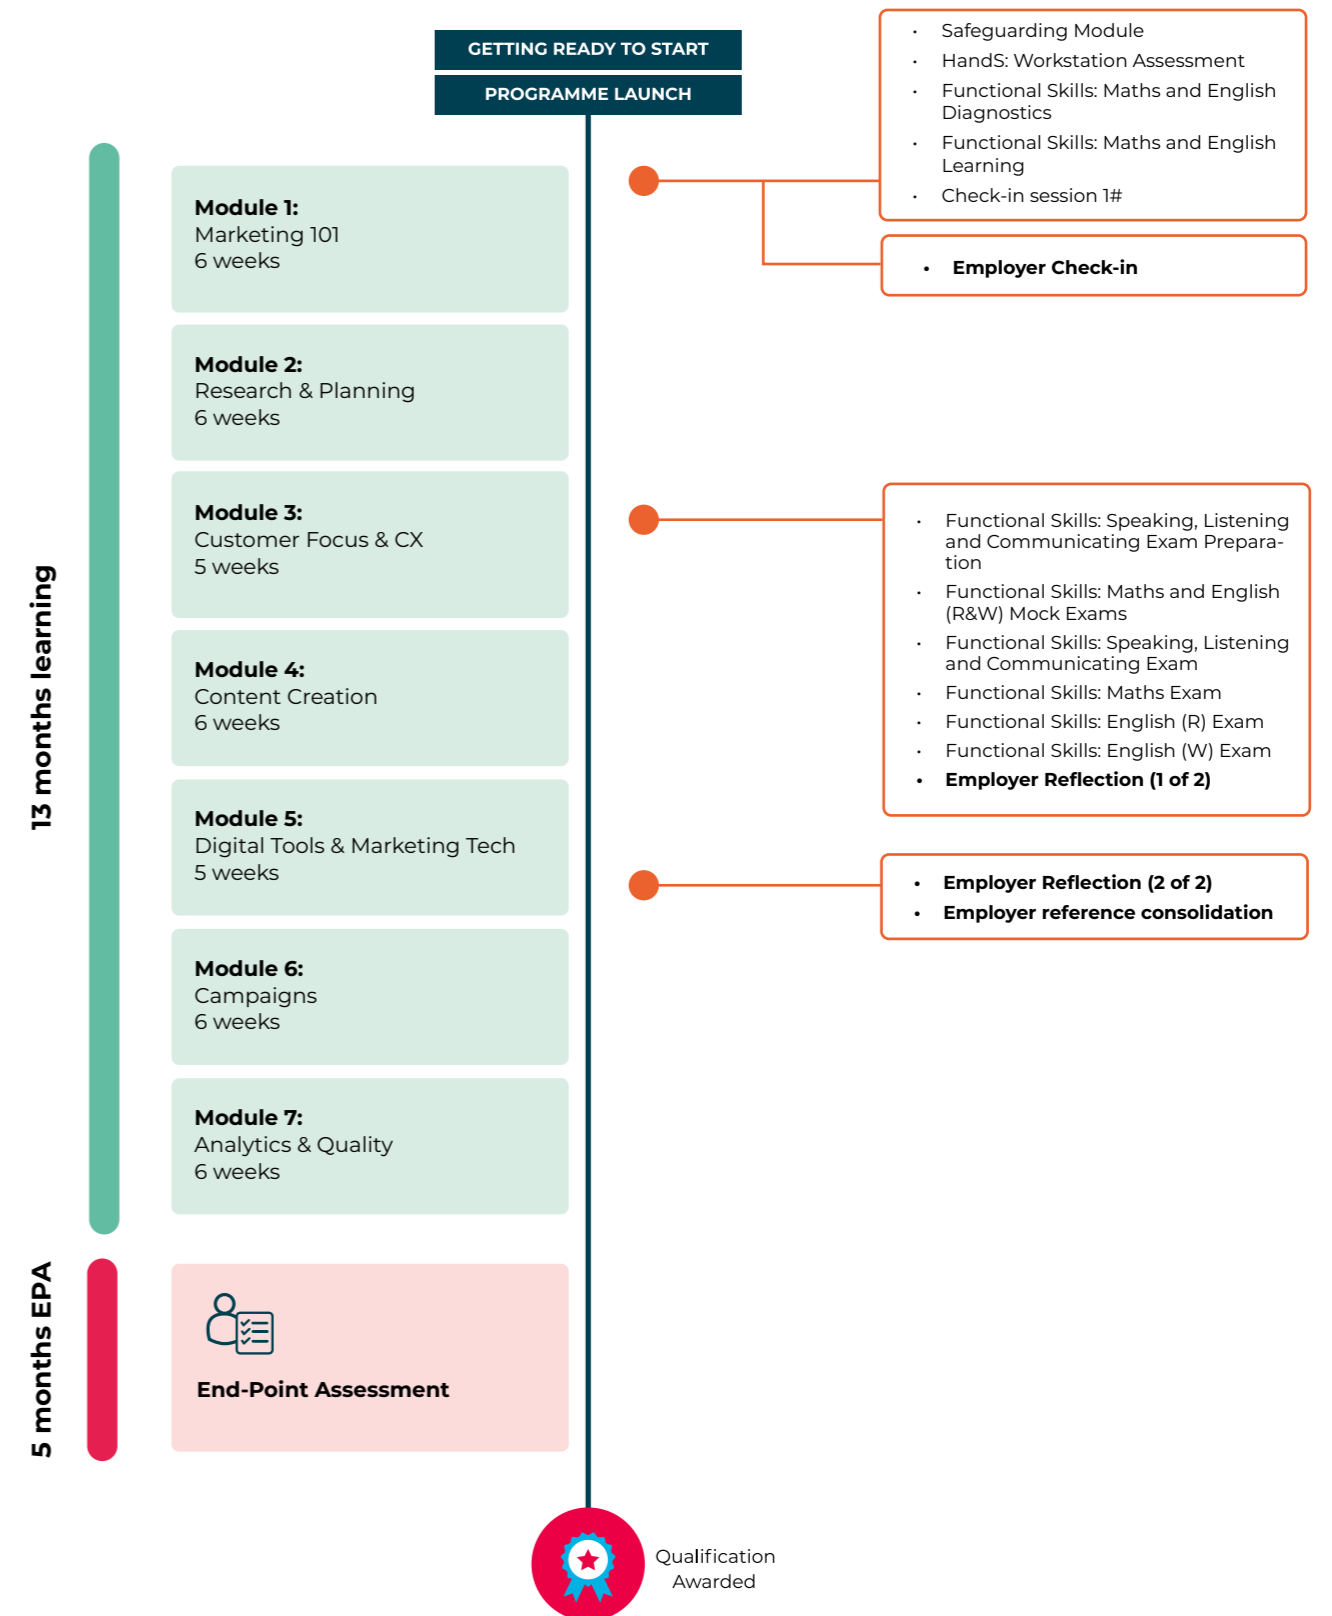 GETTING READY TO START
PROGRAMME LAUNCH
13 months learning
Module 1:
Marketing 101
6 weeks
• Safeguarding Module
• HandS: Workstation Assessment
• Functional Skills: Maths and English
Diagnostics
• Functional Skills: Maths and English
Learning
• Check-in session 1#
• Employer Check-in
Module 2:
Research & Planning
6 weeks
Module 3:
Customer Focus & CX
5 weeks
• Functional Skills: Speaking, Listening
and Communicating Exam Prepara-
tion
• Functional Skills: Maths and English
(R&W) Mock Exams
• Functional Skills: Speaking, Listening
and Communicating Exam
• Functional Skills: Maths Exam
• Functional Skills: English (R) Exam
• Functional Skills: English (W) Exam
• Employer Reflection (1 of 2)
Module 4:
Content Creation
6 weeks
Module 5:
Digital Tools & Marketing Tech
5 weeks
• Employer Reflection (2 of 2)
• Employer reference consolidation
Module 6:
Campaigns
6 weeks
Module 7:
Analytics & Quality
6 weeks
5 months EPA
End-Point Assessment
Qualification
Awarded